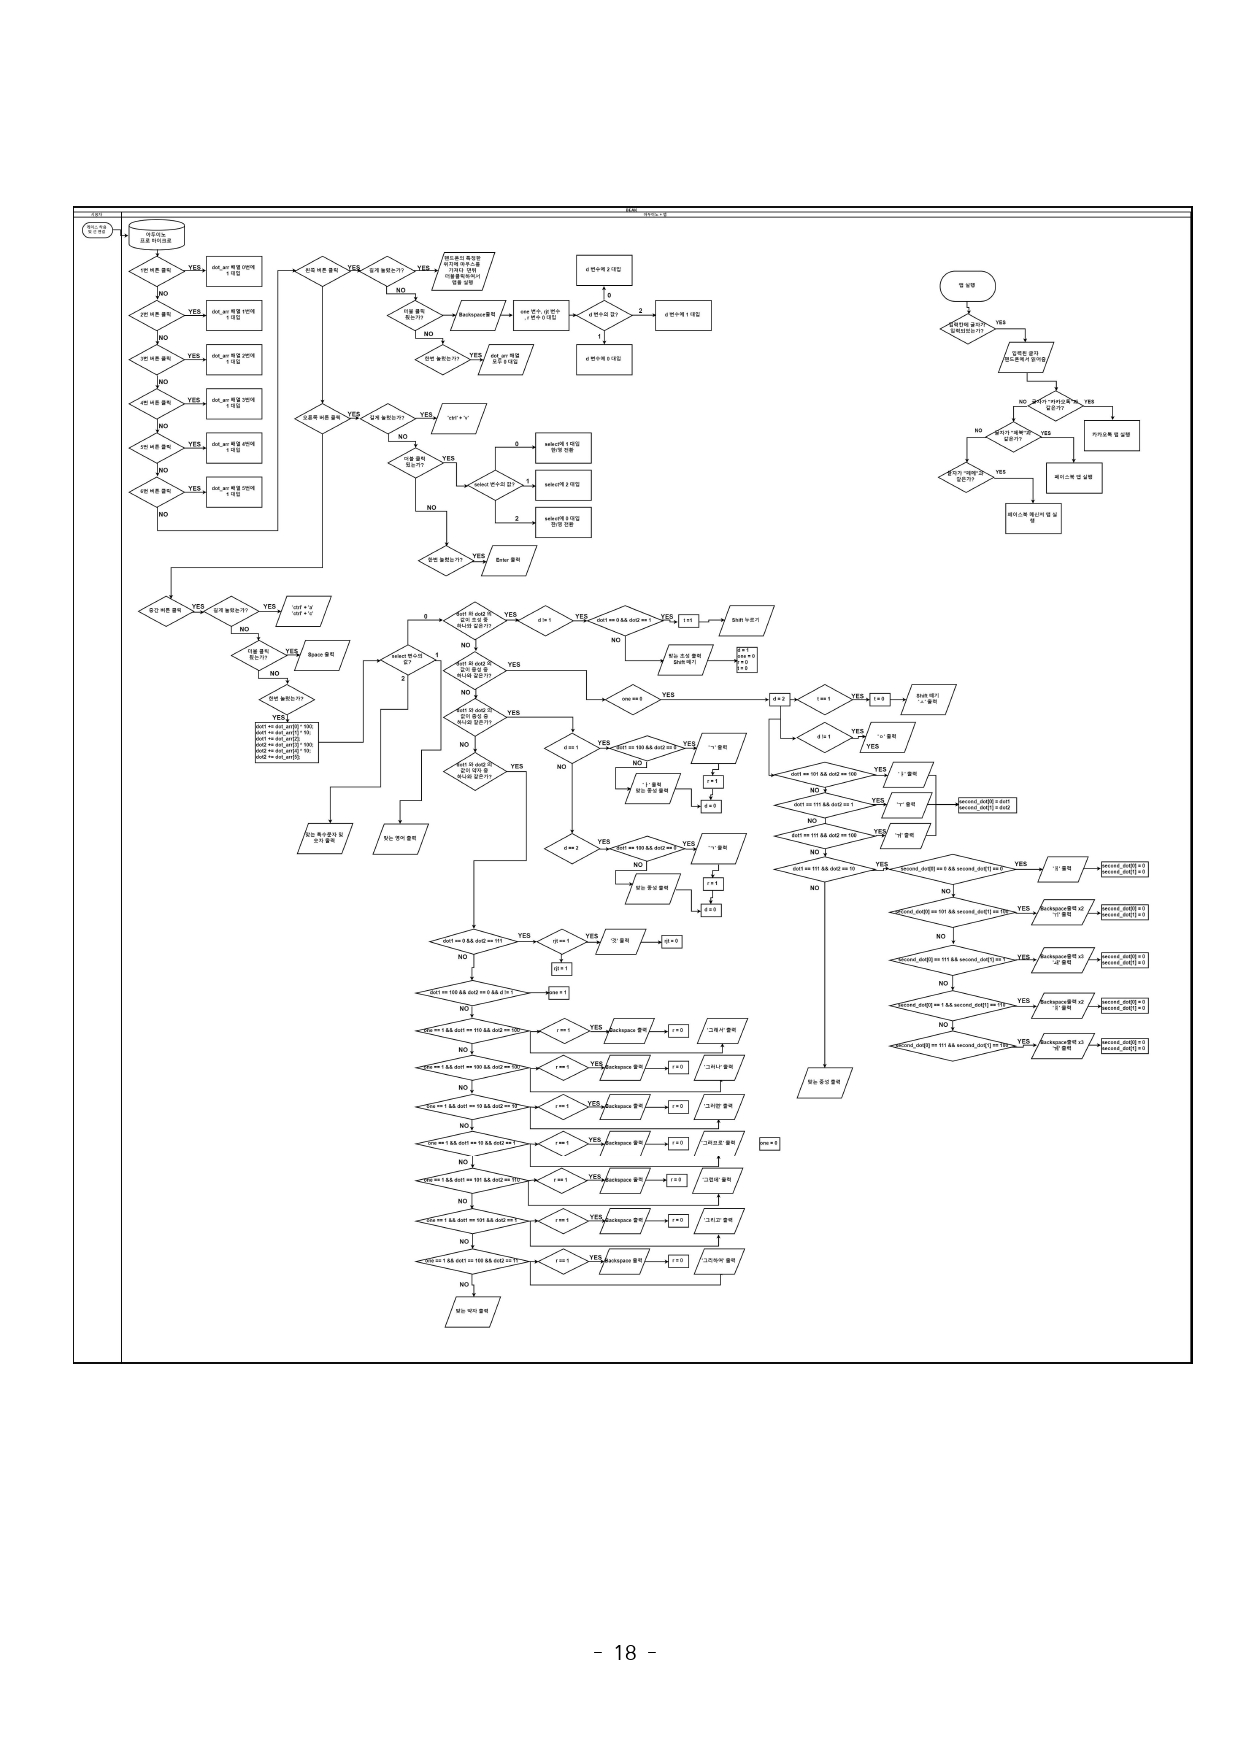 BEAM
사용자
아두이노 + 앱
아두이노
프로 마이크로
1번 버튼 클릭
YES
dot_arr 배열 0번에
1 대입
NO
2번 버튼 클릭
YES
dot_arr 배열 1번에
1 대입
NO
3번 버튼 클릭
YES
dot_arr 배열 2번에
1 대입
NO
4번 버튼 클릭
YES
dot_arr 배열 3번에
1 대입
NO
5번 버튼 클릭
YES
dot_arr 배열 4번에
1 대입
NO
6번 버튼 클릭
YES
dot_arr 배열 5번에
1 대입
NO
왼쪽 버튼 클릭
YES
길게 눌렀는가?
YES
핸드폰의 특정한
위치에 마우스를
가져다 댄뒤
더블클릭하여서
앱을 실행
NO
더블 클릭
했는가?
Backspace출력
one 변수, rjt 변수
, r 변수 0 대입
d 변수의 값?
0
d 변수에 2 대입
2
d 변수에 1 대입
1
d 변수에 0 대입
NO
한번 눌렀는가?
YES
dot_arr 배열
모두 0 대입
오른쪽 버튼 클릭
YES
길게 눌렀는가?
YES
'ctrl' + 'v'
NO
더블 클릭
했는가?
YES
select 변수의 값?
0
select에 1 대입
한/영 전환
1
select에 2 대입
2
select에 0 대입
한/영 전환
NO
한번 눌렀는가?
YES
Enter 출력
앱 실행
입력칸에 글자가
입력되었는가?
YES
입력된 글자
핸드폰에서 읽어줌
글자가 "카카오톡"과
같은가?
NO
YES
카카오톡 앱 실행
글자가 "페북"과
같은가?
NO
YES
페이스북 앱 실행
글자가 "페메"과
같은가?
YES
페이스북 메신저 앱 실
행
중간 버튼 클릭
YES
길게 눌렀는가?
YES
'ctrl' + 'a'
'ctrl' + 'c'
NO
더블 클릭
했는가?
YES
Space 출력
NO
한번 눌렀는가?
YES
dot1 += dot_arr[0] * 100;
dot1 += dot_arr[1] * 10;
dot1 += dot_arr[2];
dot2 += dot_arr[3] * 100;
dot2 += dot_arr[4] * 10;
dot2 += dot_arr[5];
select 변수의
값?
0
1
2
맞는 특수문자 및
숫자 출력
맞는 영어 출력
dot1 와 dot2 의
값이 초성 중
하나와 같은가?
YES
d != 1
YES
dot1 == 0 && dot2 == 1
YES
t = t
Shift 누르기
NO
맞는 초성 출력
Shift 떼기
d = 1
one = 0
r = 0
t = 0
NO
dot1 와 dot2 의
값이 중성 중
하나와 같은가?
YES
one == 0
YES
d = 2
t == 1
YES
t = 0
Shift 떼기
'ㅅ' 출력
d != 1
YES
'ㅇ' 출력
NO
dot1 와 dot2 의
값이 종성 중
하나와 같은가?
YES
d == 1
YES
dot1 == 100 && dot2 == 0
YES
'ㄱ' 출력
NO
'ㅏ' 출력
맞는 종성 출력
r = 1
d = 0
NO
d == 2
YES
dot1 == 100 && dot2 == 0
YES
'ㄱ' 출력
NO
맞는 종성 출력
r = 1
d = 0
NO
dot1 와 dot2 의
값이 약자 중
하나와 같은가?
YES
dot1 == 101 && dot2 == 100
YES
NO
dot1 == 111 && dot2 == 1
YES
'ㅜ' 출력
second_dot[0] = dot1
second_dot[1] = dot2
NO
dot1 == 111 && dot2 == 100
YES
'ㅝ' 출력
NO
dot1 == 111 && dot2 == 10
YES
second_dot[0] == 0 && second_dot[1] == 0
YES
'ㅐ' 출력
second_dot[0] = 0
second_dot[1] = 0
NO
second_dot[0] == 101 && second_dot[1] == 100
YES
Backspace출력 x2
second_dot[0] = 0
second_dot[1] = 0
NO
second_dot[0] == 111 && second_dot[1] == 1
YES
Backspace출력 x3
second_dot[0] = 0
second_dot[1] = 0
NO
second_dot[0] == 1 && second_dot[1] == 110
YES
Backspace출력 x2
second_dot[0] = 0
second_dot[1] = 0
NO
second_dot[0] == 111 && second_dot[1] == 100
YES
Backspace출력 x3
second_dot[0] = 0
second_dot[1] = 0
NO
맞는 중성 출력
dot1 == 0 && dot2 == 111
YES
rjt == 1
YES
'것' 출력
rjt = 0
rjt = 1
NO
dot1 == 100 && dot2 == 0 && d != 1
one = 1
NO
one == 1 && dot1 == 110 && dot2 == 100
r == 1
YES
Backspace 출력
r = 0
'그래서' 출력
NO
one == 1 && dot1 == 100 && dot2 == 100
r == 1
YES
Backspace 출력
r = 0
'그러나' 출력
NO
one == 1 && dot1 == 10 && dot2 == 10
r == 1
YES
Backspace 출력
r = 0
'그러면' 출력
NO
one == 1 && dot1 == 10 && dot2 == 1
r == 1
YES
Backspace 출력
r = 0
'그러므로' 출력
one = 0
NO
one == 1 && dot1 == 101 && dot2 == 110
r == 1
YES
Backspace 출력
r = 0
'그런데' 출력
NO
one == 1 && dot1 == 101 && dot2 == 1
r == 1
YES
Backspace 출력
r = 0
'그리고' 출력
NO
one == 1 && dot1 == 100 && dot2 == 11
r == 1
YES
Backspace 출력
r = 0
'그리하여' 출력
NO
맞는 약자 출력
- 18 -